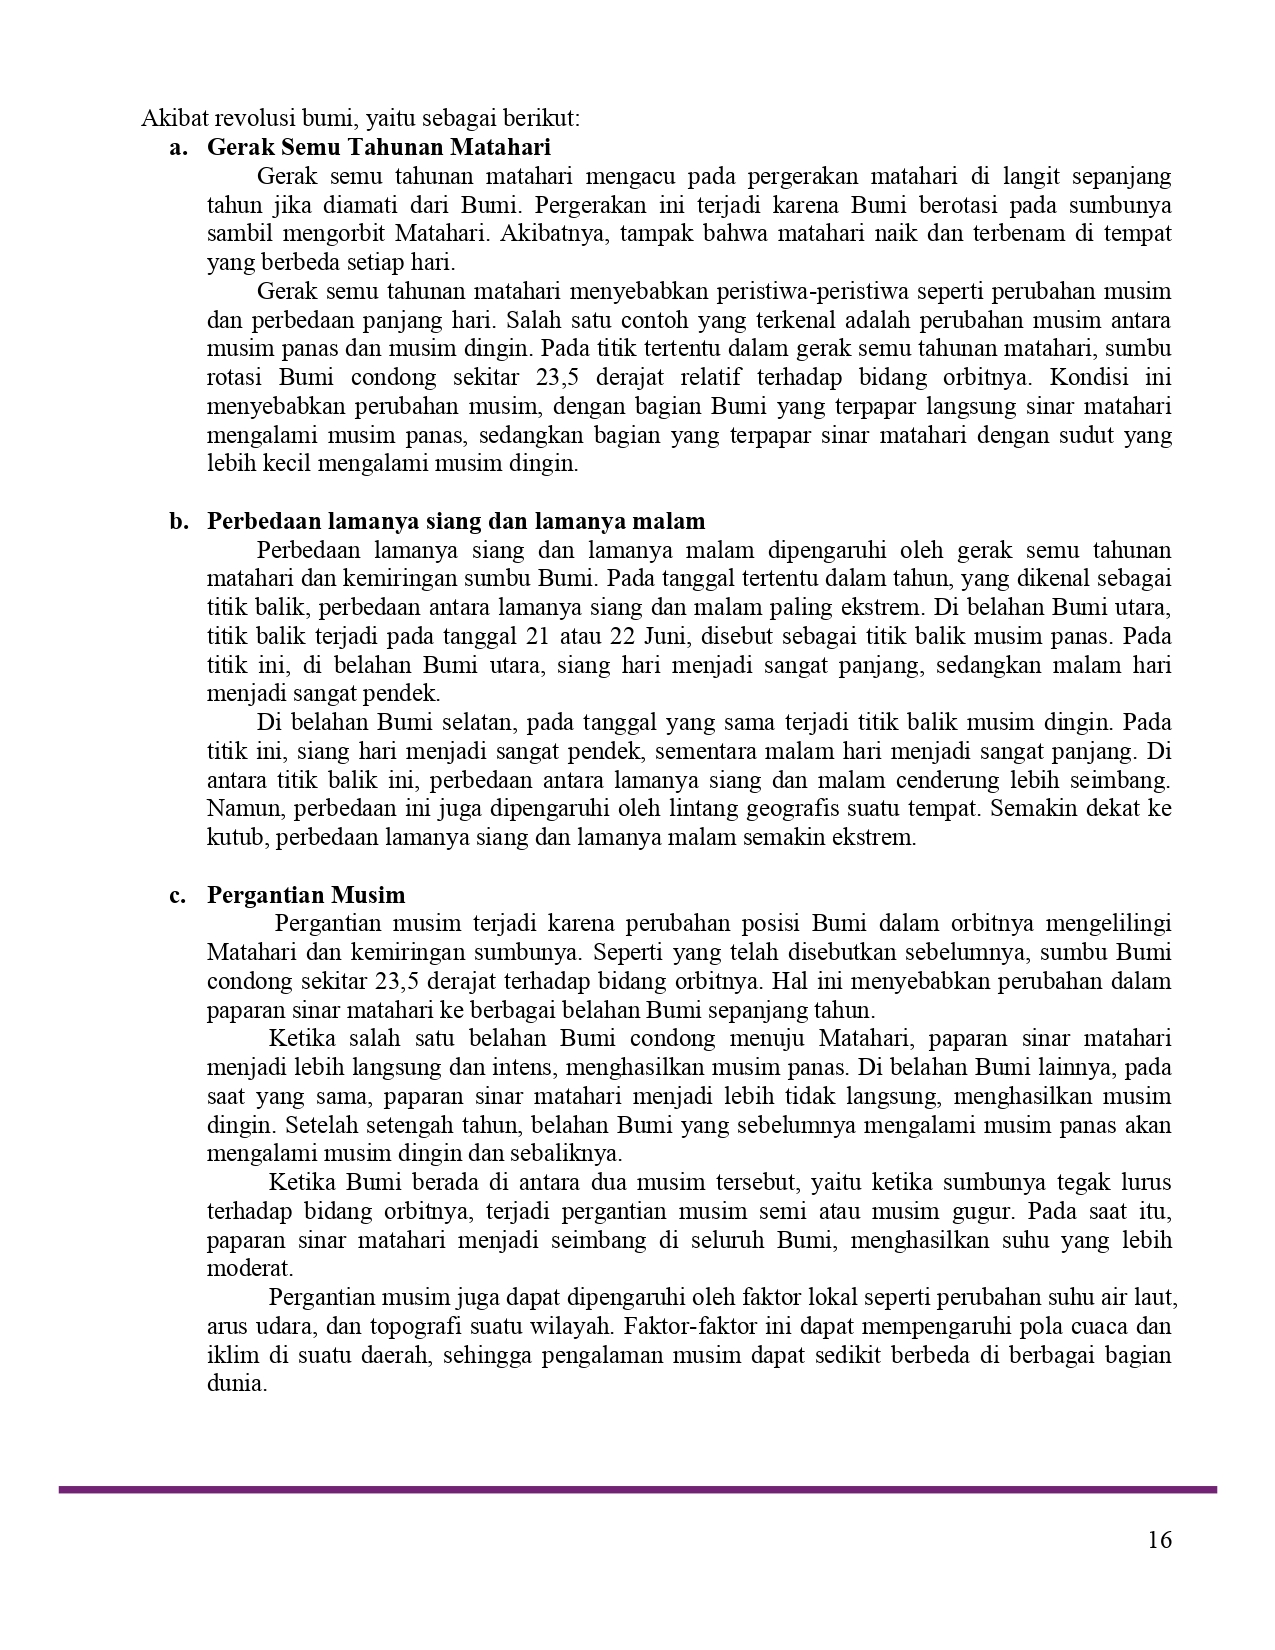 Akibat revolusi bumi, yaitu sebagai berikut:
a. Gerak Semu Tahunan Matahari
Gerak semu tahunan matahari mengacu pada pergerakan matahari di langit sepanjang
tahun jika diamati dari Bumi. Pergerakan ini terjadi karena Bumi berotasi pada sumbunya
sambil mengorbit Matahari. Akibatnya, tampak bahwa matahari naik dan terbenam di tempat
yang berbeda setiap hari.
Gerak semu tahunan matahari menyebabkan peristiwa-peristiwa seperti perubahan musim
dan perbedaan panjang hari. Salah satu contoh yang terkenal adalah perubahan musim antara
musim panas dan musim dingin. Pada titik tertentu dalam gerak semu tahunan matahari, sumbu
rotasi Bumi condong sekitar 23,5 derajat relatif terhadap bidang orbitnya. Kondisi ini
menyebabkan perubahan musim, dengan bagian Bumi yang terpapar langsung sinar matahari
mengalami musim panas, sedangkan bagian yang terpapar sinar matahari dengan sudut yang
lebih kecil mengalami musim dingin.
b. Perbedaan lamanya siang dan lamanya malam
Perbedaan lamanya siang dan lamanya malam dipengaruhi oleh gerak semu tahunan
matahari dan kemiringan sumbu Bumi. Pada tanggal tertentu dalam tahun, yang dikenal sebagai
titik balik, perbedaan antara lamanya siang dan malam paling ekstrem. Di belahan Bumi utara,
titik balik terjadi pada tanggal 21 atau 22 Juni, disebut sebagai titik balik musim panas. Pada
titik ini, di belahan Bumi utara, siang hari menjadi sangat panjang, sedangkan malam hari
menjadi sangat pendek.
Di belahan Bumi selatan, pada tanggal yang sama terjadi titik balik musim dingin. Pada
titik ini, siang hari menjadi sangat pendek, sementara malam hari menjadi sangat panjang. Di
antara titik balik ini, perbedaan antara lamanya siang dan malam cenderung lebih seimbang.
Namun, perbedaan ini juga dipengaruhi oleh lintang geografis suatu tempat. Semakin dekat ke
kutub, perbedaan lamanya siang dan lamanya malam semakin ekstrem.
c. Pergantian Musim
Pergantian musim terjadi karena perubahan posisi Bumi dalam orbitnya mengelilingi
Matahari dan kemiringan sumbunya. Seperti yang telah disebutkan sebelumnya, sumbu Bumi
condong sekitar 23,5 derajat terhadap bidang orbitnya. Hal ini menyebabkan perubahan dalam
paparan sinar matahari ke berbagai belahan Bumi sepanjang tahun.
Ketika salah satu belahan Bumi condong menuju Matahari, paparan sinar matahari
menjadi lebih langsung dan intens, menghasilkan musim panas. Di belahan Bumi lainnya, pada
saat yang sama, paparan sinar matahari menjadi lebih tidak langsung, menghasilkan musim
dingin. Setelah setengah tahun, belahan Bumi yang sebelumnya mengalami musim panas akan
mengalami musim dingin dan sebaliknya.
Ketika Bumi berada di antara dua musim tersebut, yaitu ketika sumbunya tegak lurus
terhadap bidang orbitnya, terjadi pergantian musim semi atau musim gugur. Pada saat itu,
paparan sinar matahari menjadi seimbang di seluruh Bumi, menghasilkan suhu yang lebih
moderat.
Pergantian musim juga dapat dipengaruhi oleh faktor lokal seperti perubahan suhu air laut,
arus udara, dan topografi suatu wilayah. Faktor-faktor ini dapat mempengaruhi pola cuaca dan
iklim di suatu daerah, sehingga pengalaman musim dapat sedikit berbeda di berbagai bagian
dunia.
16